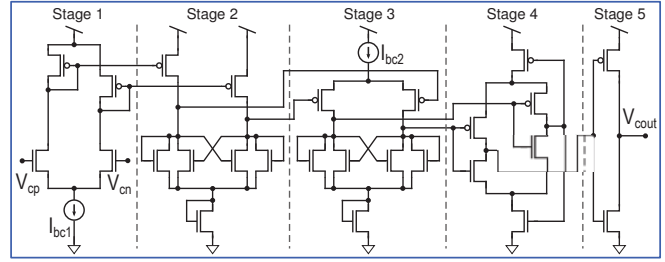 Stage 1
Stage 2
Stage 3
Stage 4
Stage 5
Ibc2
Vcout
Vcp
Vcn
Ibc1